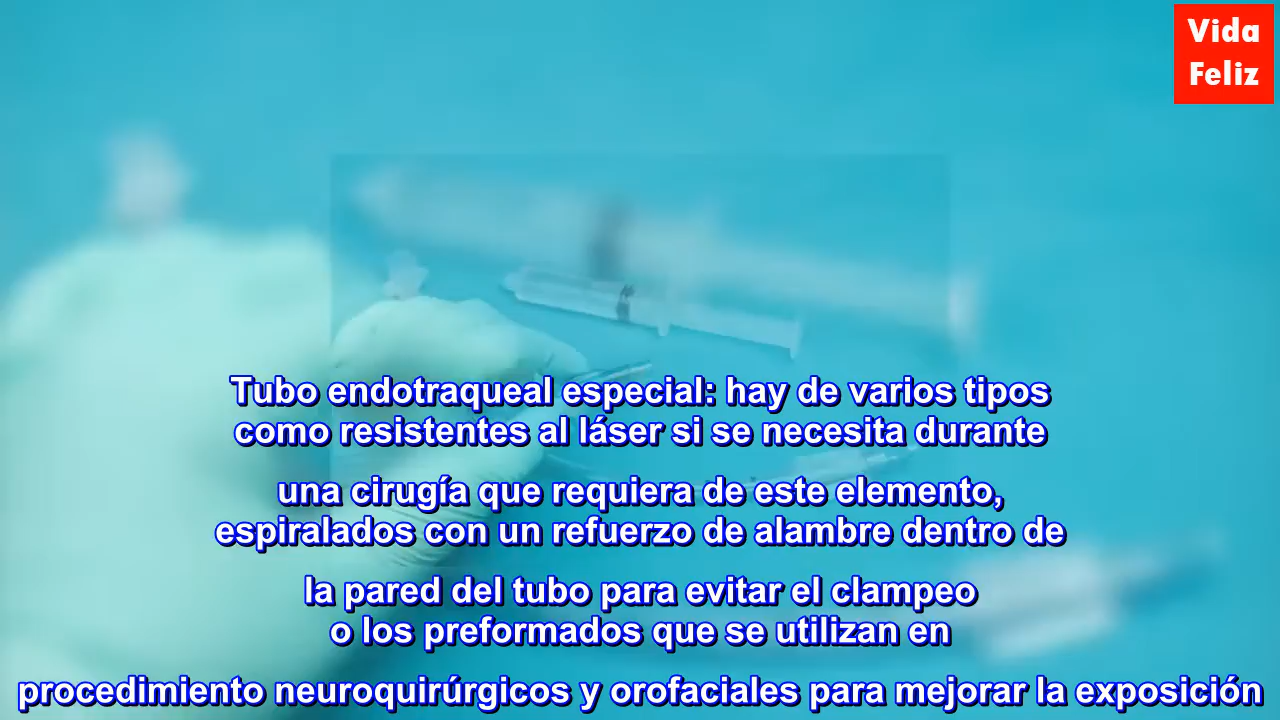 Vida
Feliz
Tubo endotraqueal especial: hay de varios tipos
como resistentes al láser si se necesita durante
una cirugía que requiera de este elemento,
espiralados con un refuerzo de alambre dentro de
la pared del tubo para evitar el clampeo
o los preformados que se utilizan en
procedimiento neuroquirúrgicos y orofaciales para mejorar la exposición